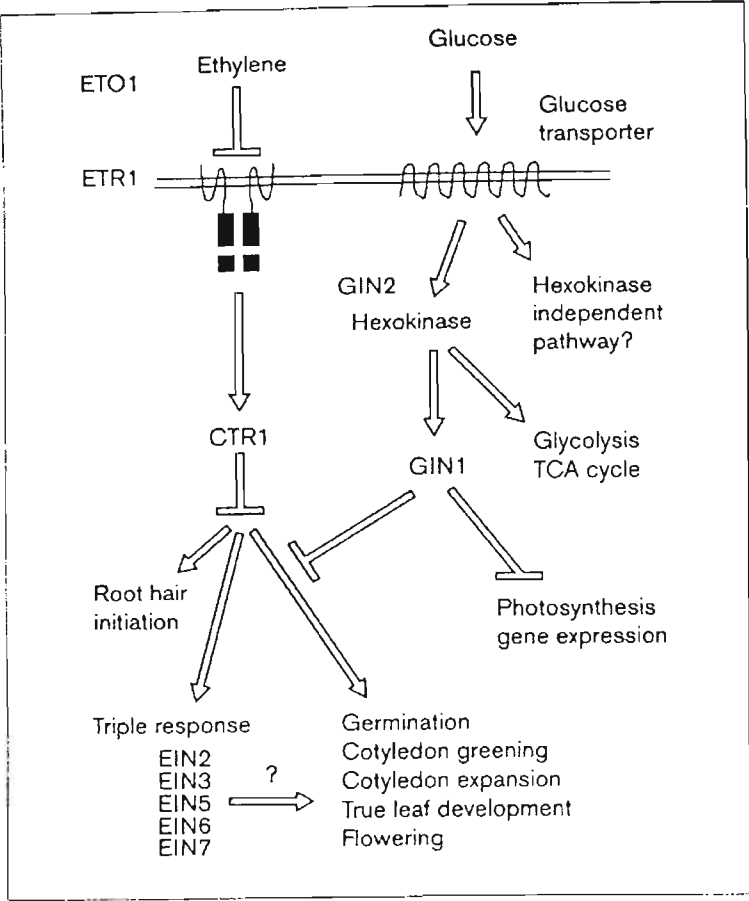 Glucose
Ethylene
ETO1
Glucose
transporter
ETR1
GIN2
Hexokinase
Hexokinase
independent
pathway?
CTR1
GIN1
Glycolysis
TCA cycle
Root hair
initiation
Photosynthesis
gene expression
Triple response
EIN2
EIN3
EIN5
EIN6
EIN7
?
Germination
Cotyledon greening
Cotyledon expansion
True leaf development
Flowering